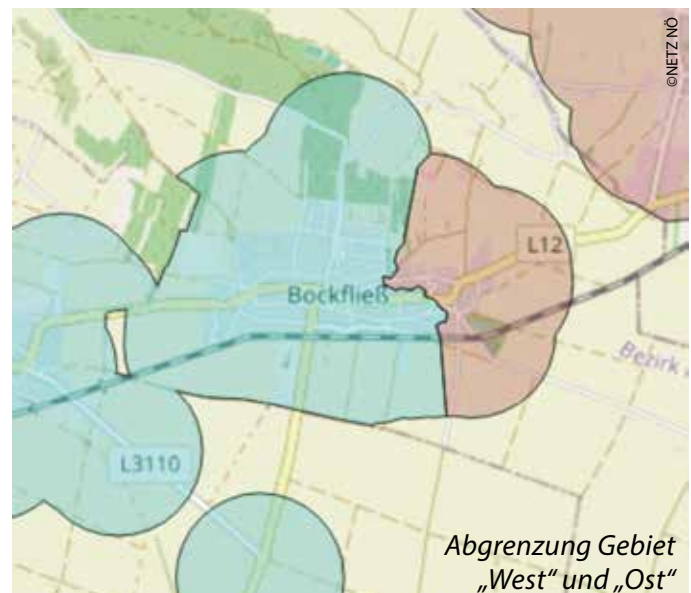 ©NETZ NÖ
L12
Bockfließ
Bezirk
L3110
Abgrenzung Gebiet
„West“ und „Ost“